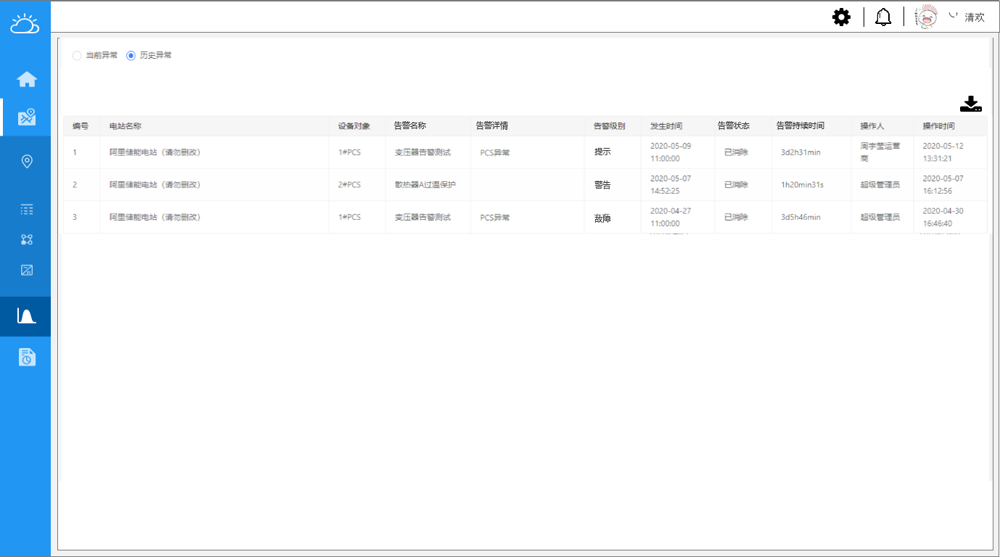 清欢
当前异常 历史异常
编号 电站名称 设备对象 告警名称 告警详情 告警级别 发生时间 告警状态 告警持续时间 操作人 操作时间
1 阿里储能电站（请勿删改） 1#PCS 变压器告警测试 PCS异常 提示 2020-05-09 11:00:00 已消除 3d2h31min 周宇莹运营商 2020-05-12 13:31:21
2 阿里储能电站（请勿删改） 2#PCS 散热器A过温保护 警告 2020-05-07 14:52:25 已消除 1h20min31s 超级管理员 2020-05-07 16:12:56
3 阿里储能电站（请勿删改） 1#PCS 变压器告警测试 PCS异常 故障 2020-04-27 11:00:00 已消除 3d5h46min 超级管理员 2020-04-30 16:46:40